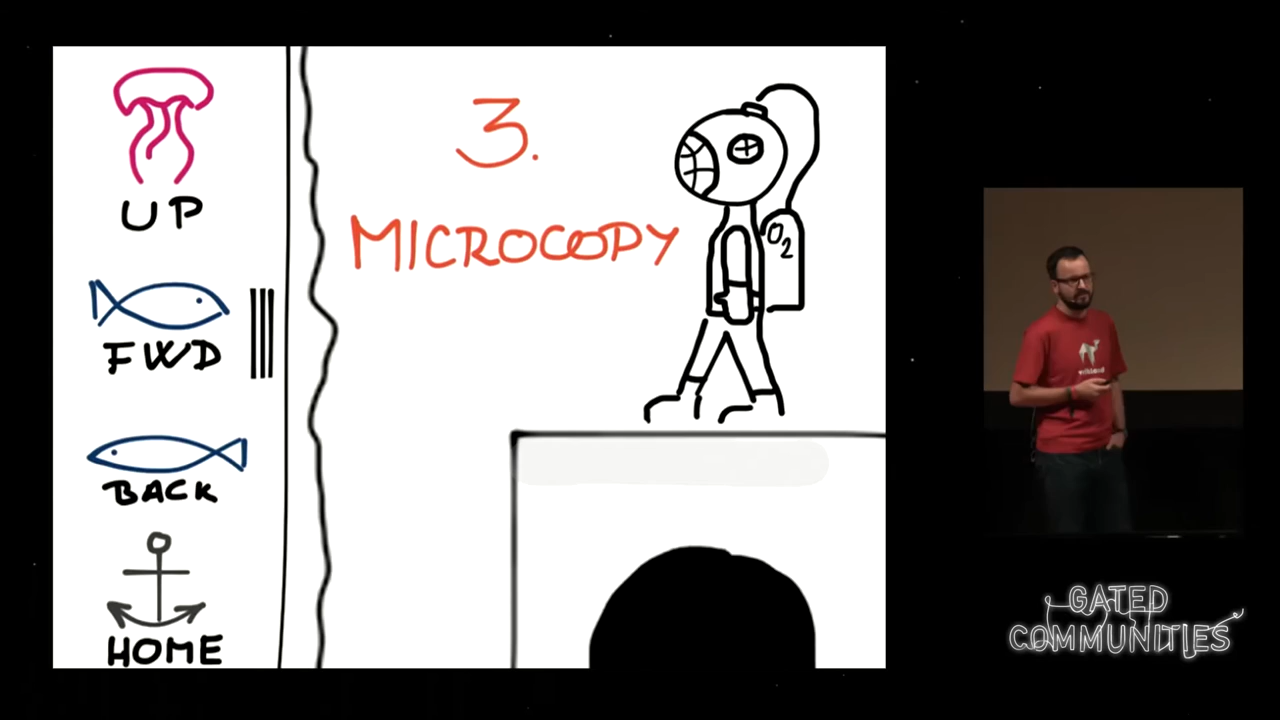 UP
FWD
BACK
HOME
3.
MICROCOPY
O2
GATED
COMMUNITIES